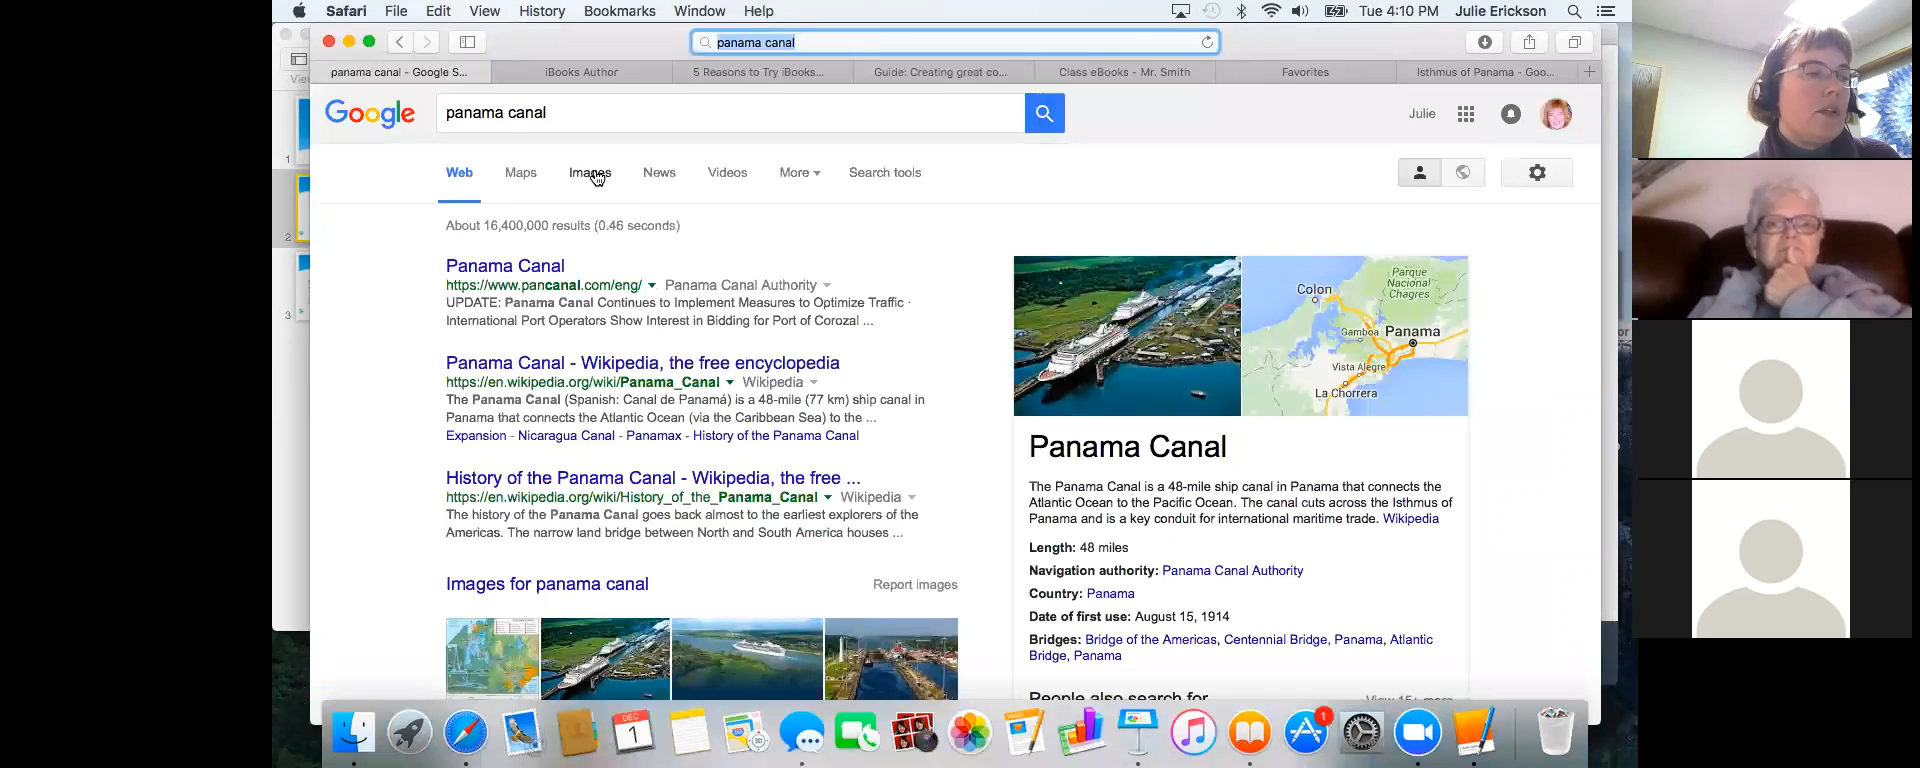 Safari File Edit View History Bookmarks Window Help Tue 4:10 PM Julie Erickson
panama canal
panama canal - Google S... iBooks Author 5 Reasons to Try iBooks... Guide: Creating great co... Class eBooks - Mr. Smith Favorites Isthmus of Panama - Goo...
Google panama canal Julie
Web Maps Images News Videos More Search tools
About 16,400,000 results (0.46 seconds)
Panama Canal
https://www.pancanal.com/eng/ Panama Canal Authority
UPDATE: Panama Canal Continues to Implement Measures to Optimize Traffic ·
International Port Operators Show Interest in Bidding for Port of Corozal ...
Panama Canal - Wikipedia, the free encyclopedia
https://en.wikipedia.org/wiki/Panama_Canal Wikipedia
The Panama Canal (Spanish: Canal de Panamá) is a 48-mile (77 km) ship canal in
Panama that connects the Atlantic Ocean (via the Caribbean Sea) to the ...
Expansion - Nicaragua Canal - Panamax - History of the Panama Canal
History of the Panama Canal - Wikipedia, the free ...
https://en.wikipedia.org/wiki/History_of_the_Panama_Canal Wikipedia
The history of the Panama Canal goes back almost to the earliest explorers of the
Americas. The narrow land bridge between North and South America houses ...
Images for panama canal Report images
Parque
Nacional
Chagres
Colon
Gamboa
Panama
Vista Alegre
La Chorrera
Panama Canal
The Panama Canal is a 48-mile ship canal in Panama that connects the
Atlantic Ocean to the Pacific Ocean. The canal cuts across the Isthmus of
Panama and is a key conduit for international maritime trade. Wikipedia
Length: 48 miles
Navigation authority: Panama Canal Authority
Country: Panama
Date of first use: August 15, 1914
Bridges: Bridge of the Americas, Centennial Bridge, Panama, Atlantic
Bridge, Panama
People also search for
1
2
3
DEC
1
1